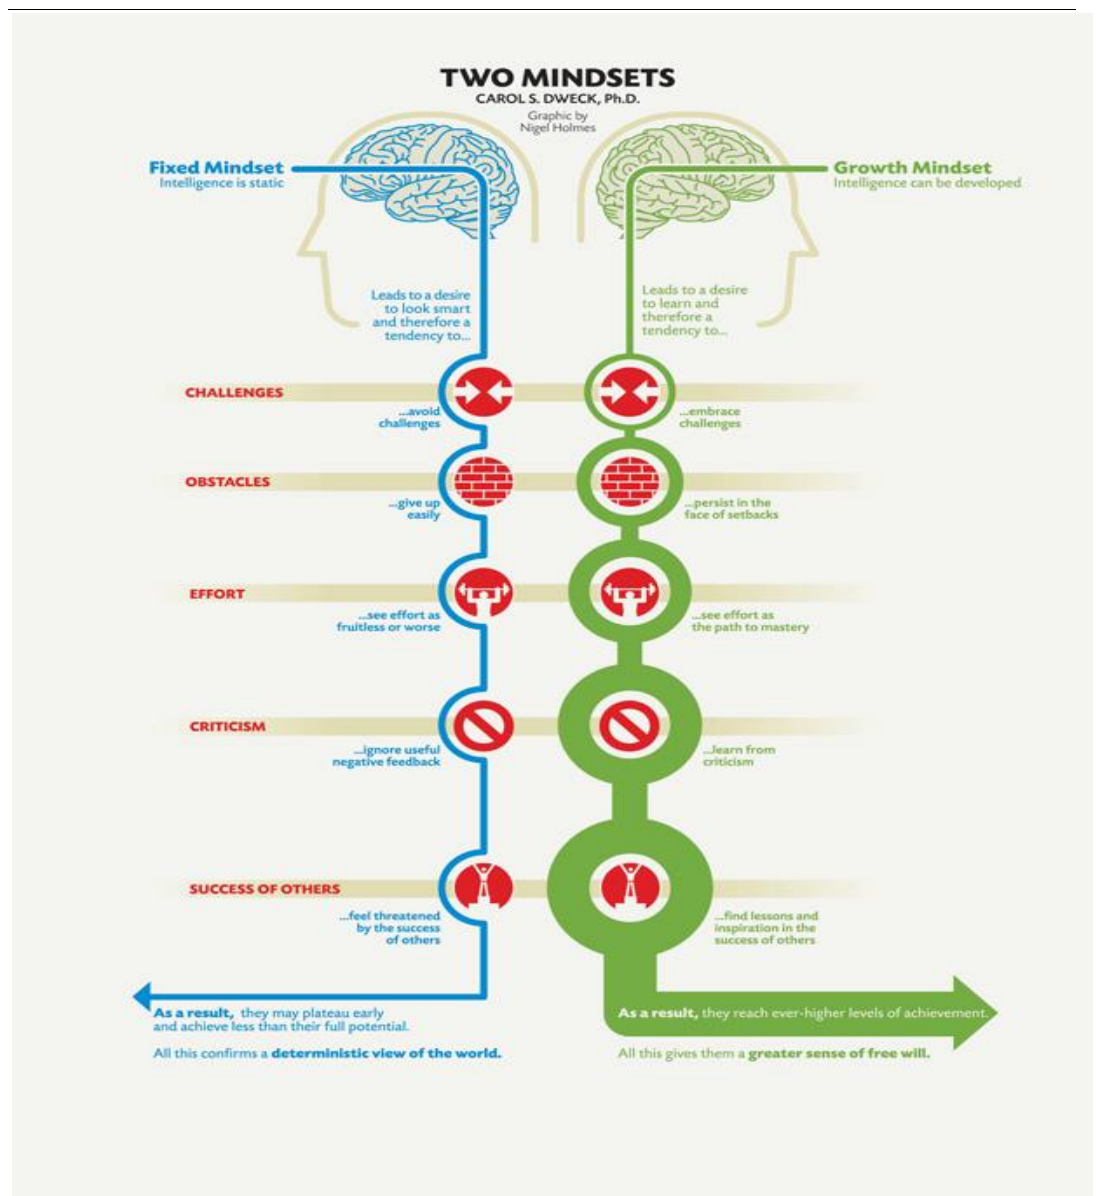 TWO MINDSETS
CAROL S. DWECK, Ph.D.
Graphic by
Nigel Holmes
Fixed Mindset
Intelligence is static
Growth Mindset
Intelligence can be developed
Leads to a desire
to look smart
and therefore a
tendency to...
Leads to a desire
to learn and
therefore a
tendency to...
CHALLENGES
...avoid
challenges
...embrace
challenges
OBSTACLES
...give up
easily
...persist in the
face of setbacks
EFFORT
...see effort as
fruitless or worse
...see effort as
the path to mastery
CRITICISM
...ignore useful
negative feedback
...learn from
criticism
SUCCESS OF OTHERS
...feel threatened
by the success
of others
...find lessons and
inspiration in the
success of others
As a result, they may plateau early
and achieve less than their full potential.
All this confirms a deterministic view of the world.
As a result, they reach ever-higher levels of achievement.
All this gives them a greater sense of free will.